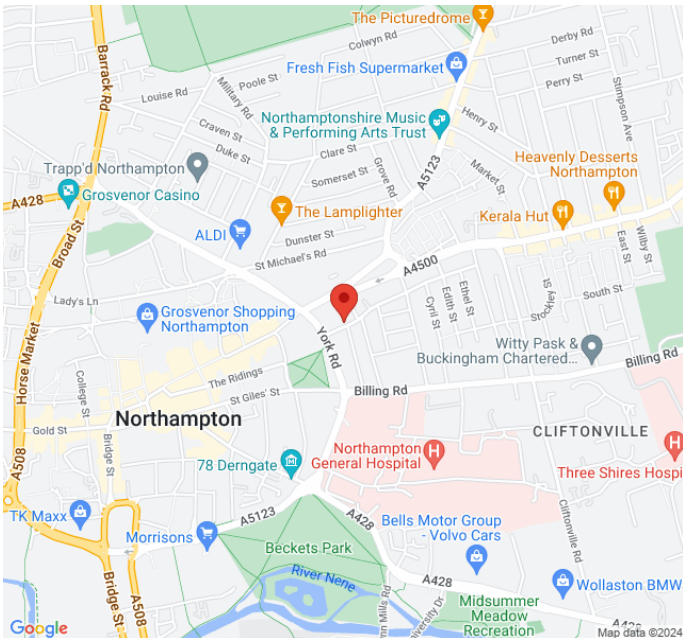 The Picturedrome
Colwyn Rd
Derby Rd
Barrack Rd
Fresh Fish Supermarket
Turner St
Poole St
Perry St
Military Rd
Louise Rd
Stimpson Ave
Northamptonshire Music
& Performing Arts Trust
Henry St
Craven St
Clare St
Duke St
Heavenly Desserts
Northampton
Trapp'd Northampton
Somerset St
Grove Rd
A5123
Market St
A428
Grosvenor Casino
The Lamplighter
Kerala Hut
Broad St
ALDI
Dunster St
East St
Wilby St
St Michael's Rd
A4500
Lady's Ln
Cyril St
Edith St
Ethel St
Stockley St
South St
Grosvenor Shopping
Northampton
York Rd
Horse Market
Witty Pask &
Buckingham Chartered...
Billing Rd
The Ridings
College St
St Giles' St
Billing Rd
Northampton
Gold St
Bridge St
CLIFTONVILLE
Northampton
General Hospital
78 Derngate
Three Shires Hospi
A508
TK Maxx
A5123
A428
Bells Motor Group
- Volvo Cars
Cliftonville Rd
Morrisons
Beckets Park
River Nene
A428
Wollaston BMW
Bridge St
A508
nn Mills Rd
versity Dr
Midsummer
Meadow
Recreation
A428
Google
Map data ©2024